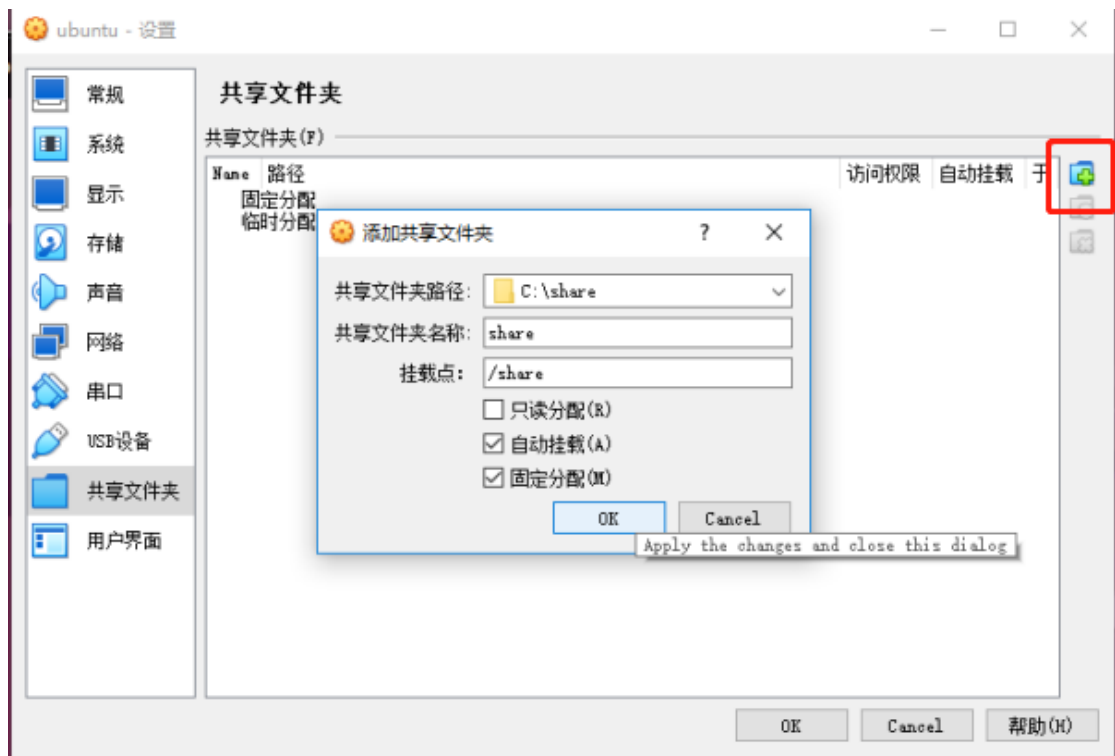 ubuntu - 设置
常规
系统
显示
存储
声音
网络
串口
USB设备
共享文件夹
用户界面
共享文件夹
共享文件夹(F)
Name 路径 访问权限 自动挂载 于
固定分配
临时分配
添加共享文件夹 ?
共享文件夹路径: C:\share
共享文件夹名称: share
挂载点: /share
只读分配(R)
自动挂载(A)
固定分配(M)
OK Cancel
Apply the changes and close this dialog
OK Cancel 帮助(H)